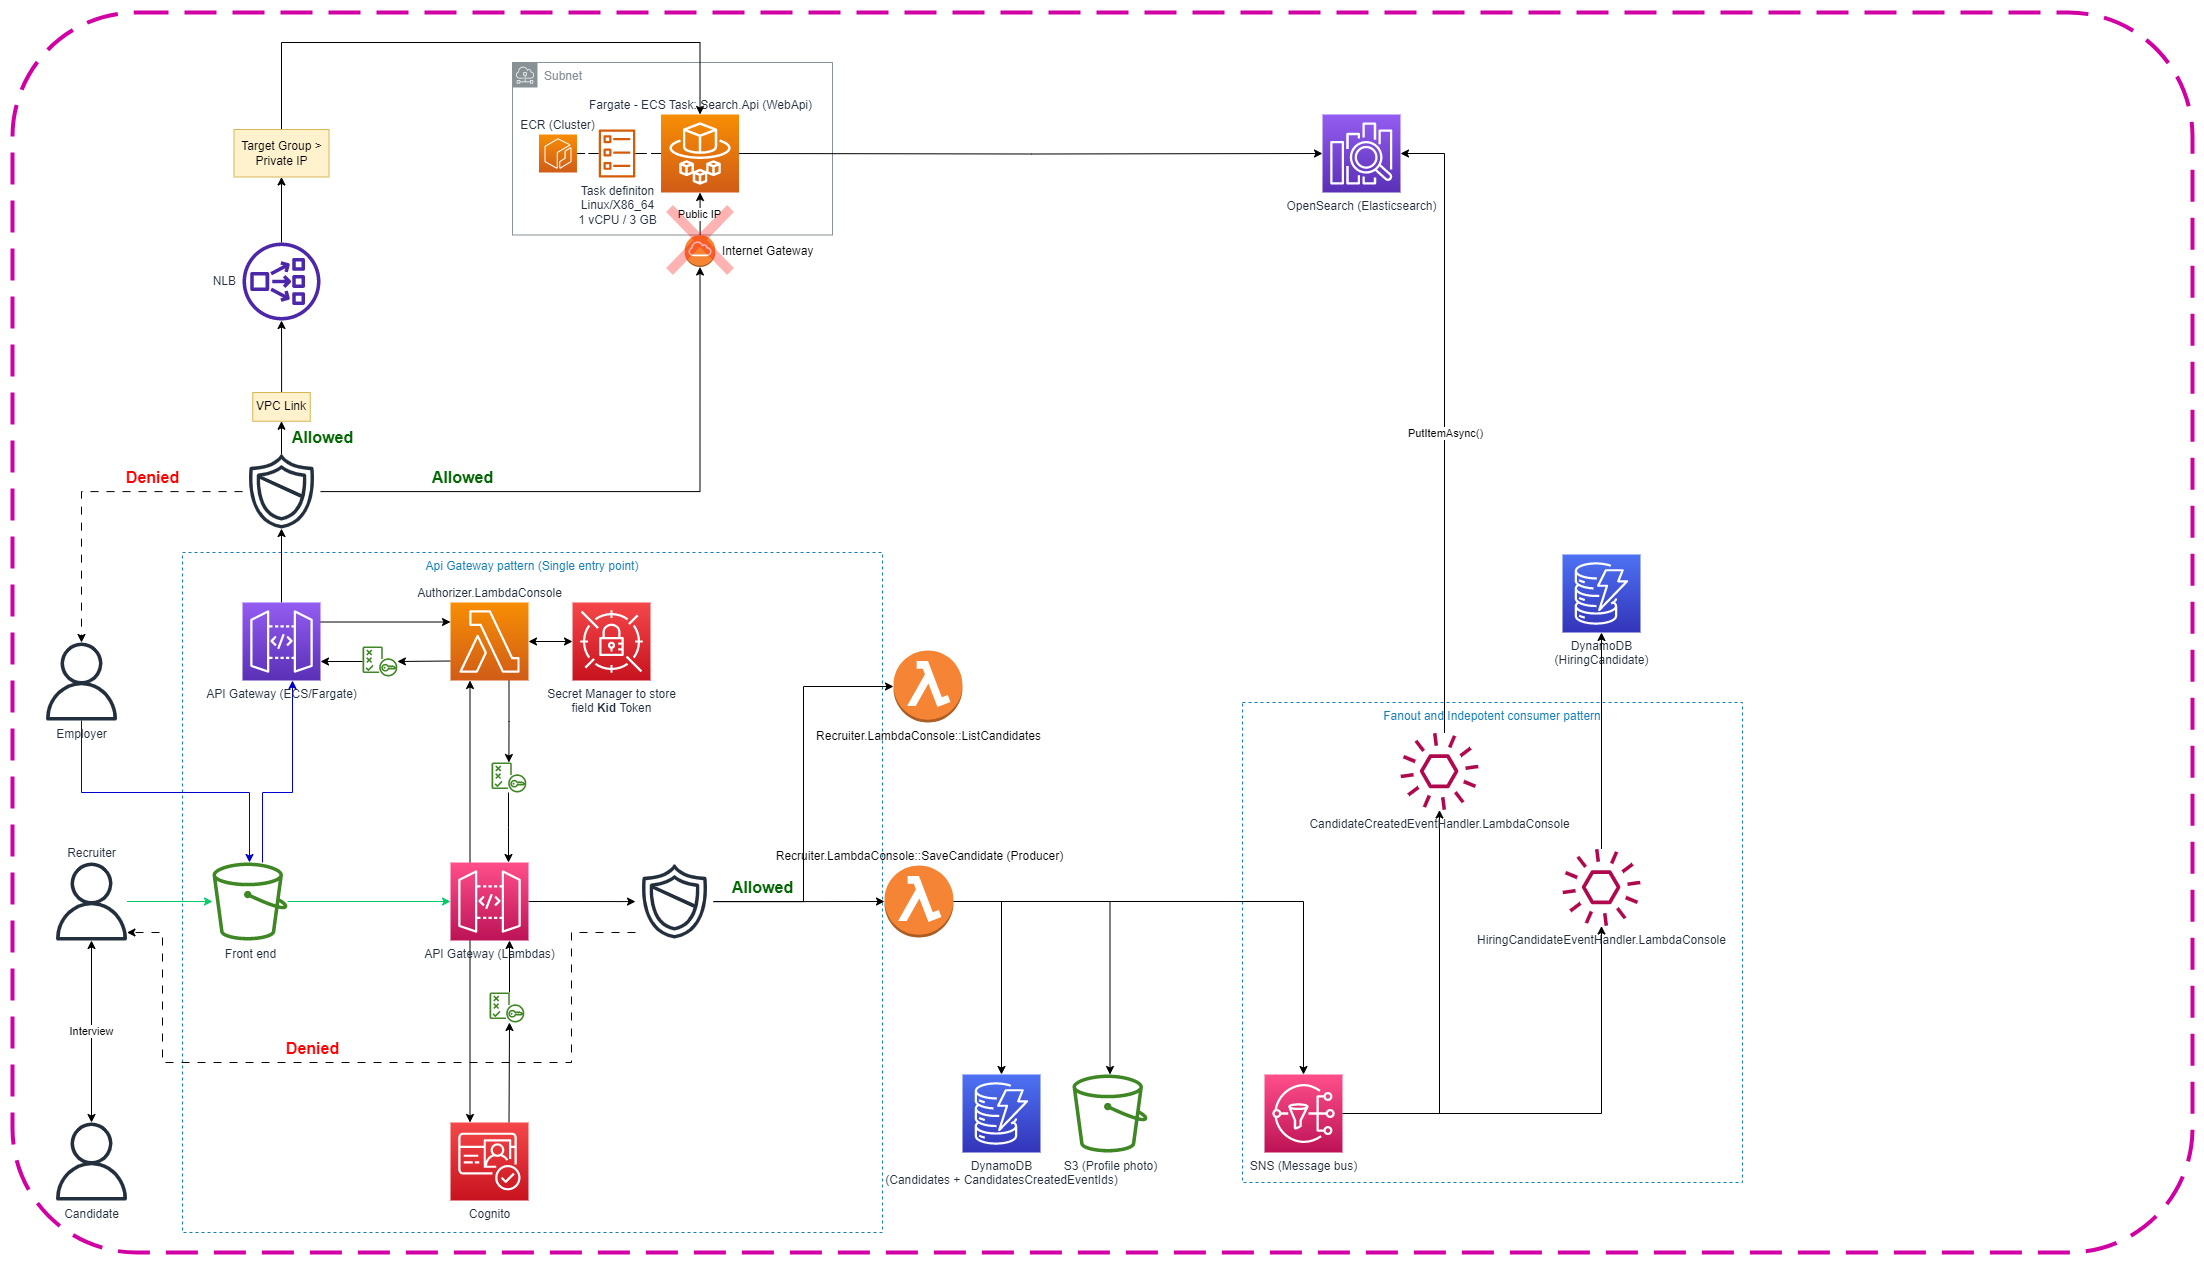 Subnet
Fargate - ECS Task: Search.Api (WebApi)
ECR (Cluster)
Target Group >
Private IP
Task definiton
Linux/X86_64
1 vCPU / 3 GB
Public IP
Internet Gateway
OpenSearch (Elasticsearch)
NLB
VPC Link
Allowed
PutItemAsync()
Denied
Allowed
Api Gateway pattern (Single entry point)
Authorizer.LambdaConsole
API Gateway (ECS/Fargate)
Secret Manager to store
field Kid Token
DynamoDB
(HiringCandidate)
Employer
Recruiter.LambdaConsole::ListCandidates
Fanout and Indepotent consumer pattern
CandidateCreatedEventHandler.LambdaConsole
Recruiter
Recruiter.LambdaConsole::SaveCandidate (Producer)
Allowed
HiringCandidateEventHandler.LambdaConsole
Front end
API Gateway (Lambdas)
Interview
Denied
DynamoDB
(Candidates + CandidatesCreatedEventIds)
S3 (Profile photo)
SNS (Message bus)
Candidate
Cognito